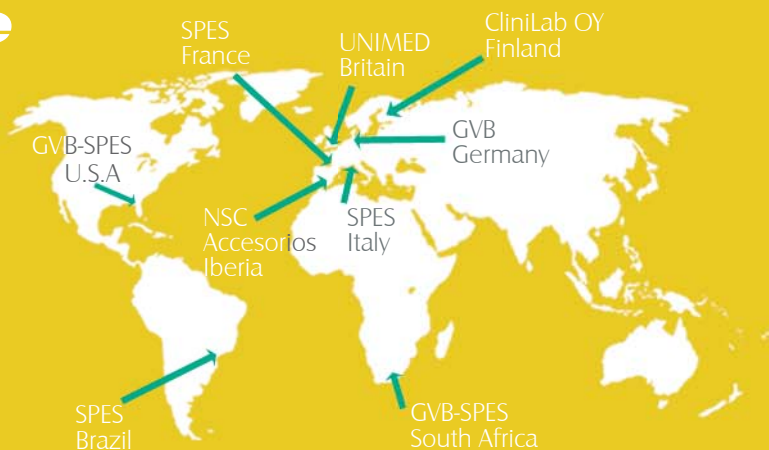 SPES
France
UNIMED
Britain
CliniLab OY
Finland
GVB-SPES
U.S.A
GVB
Germany
NSC
Accesorios
Iberia
SPES
Italy
SPES
Brazil
GVB-SPES
South Africa